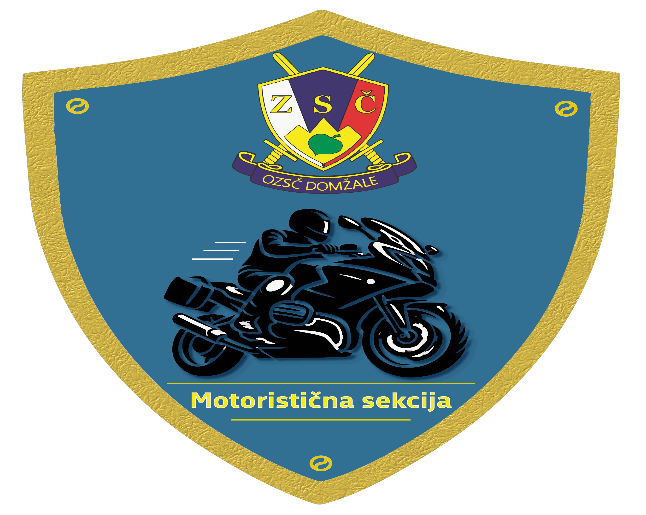 Z S Č
OZSČ DOMŽALE
Motoristična sekcija